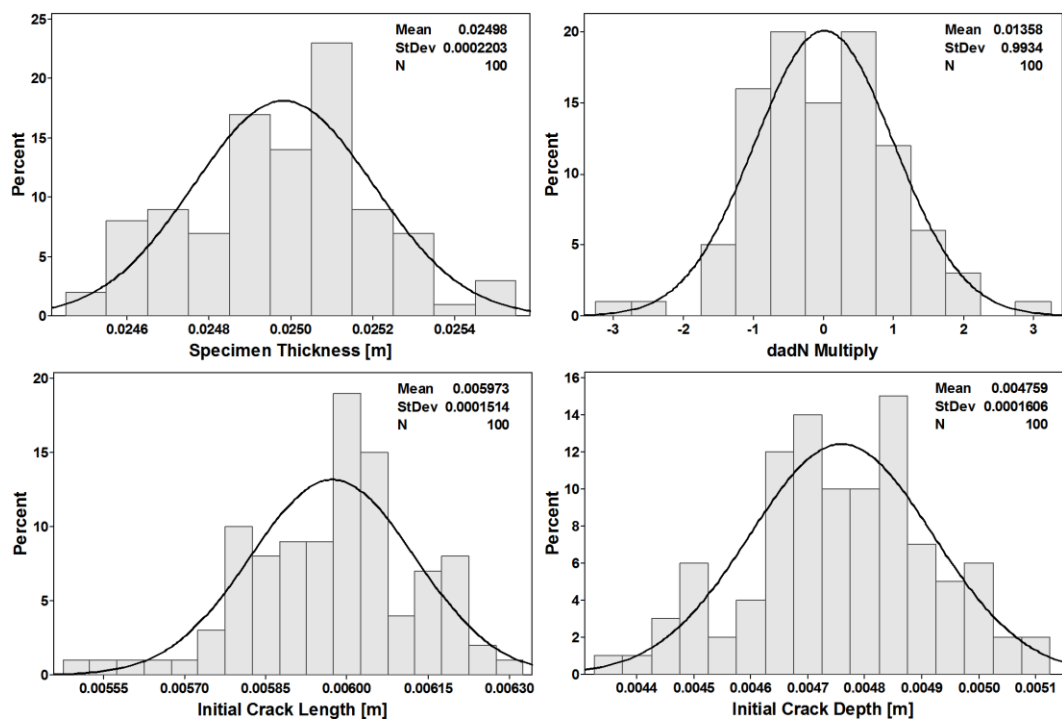 25
20
15
10
5
0
Percent
Mean 0.02498
StDev 0.0002203
N 100
0.0246 0.0248 0.0250 0.0252 0.0254
Specimen Thickness [m]
20
15
10
5
0
Percent
Mean 0.01358
StDev 0.9934
N 100
-3 -2 -1 0 1 2 3
dadN Multiply
20
15
10
5
0
Percent
Mean 0.005973
StDev 0.0001514
N 100
0.00555 0.00570 0.00585 0.00600 0.00615 0.00630
Initial Crack Length [m]
16
14
12
10
8
6
4
2
0
Percent
Mean 0.004759
StDev 0.0001606
N 100
0.0044 0.0045 0.0046 0.0047 0.0048 0.0049 0.0050 0.0051
Initial Crack Depth [m]